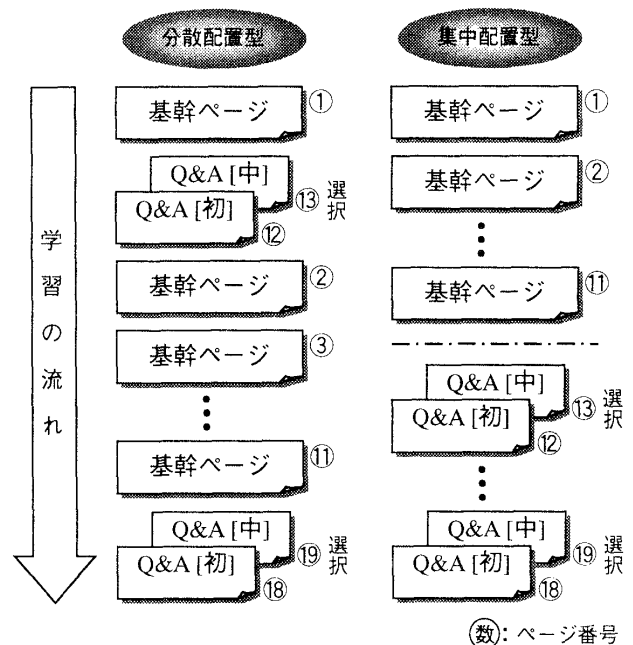 分散配置型
集中配置型
学習の流れ
基幹ページ ①
Q&A [中] ⑬ 選択
Q&A [初] ⑫
基幹ページ ②
基幹ページ ③
⋮
基幹ページ ⑪
Q&A [中] ⑲ 選択
Q&A [初] ⑱
基幹ページ ①
基幹ページ ②
⋮
基幹ページ ⑪
Q&A [中] ⑬ 選択
Q&A [初] ⑫
⋮
Q&A [中] ⑲ 選択
Q&A [初] ⑱
(数): ページ番号